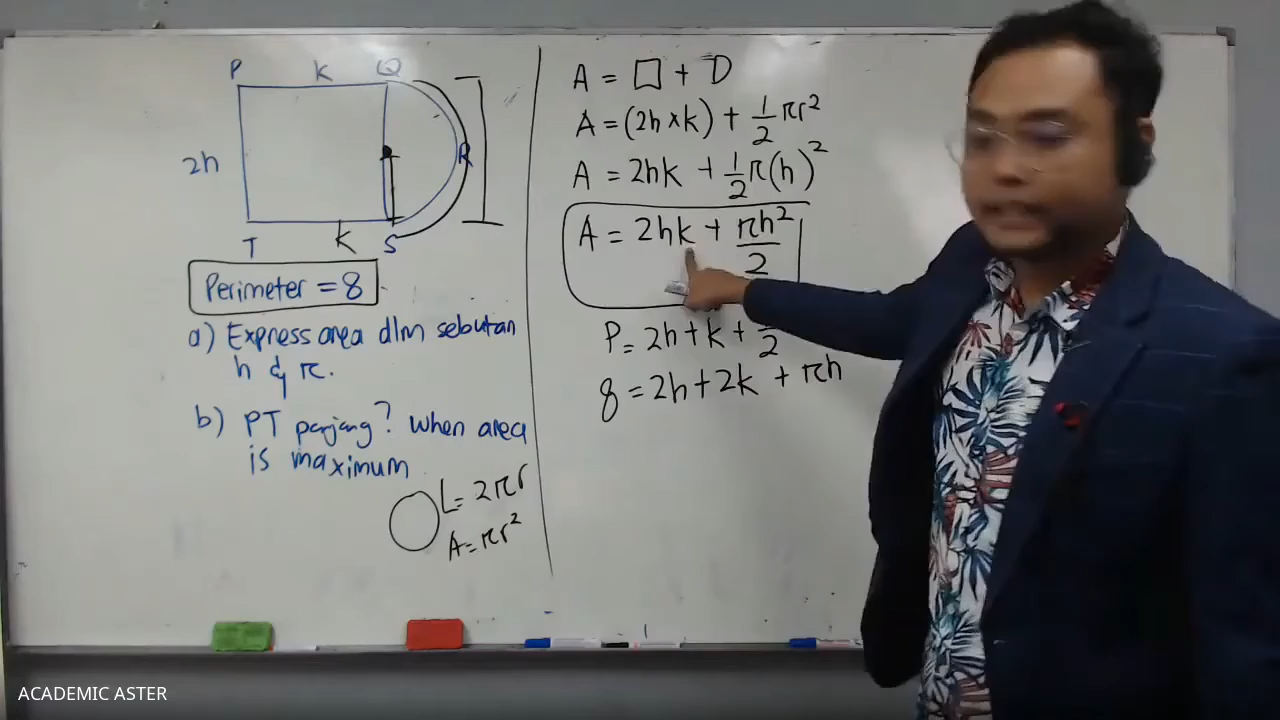 P k Q
2h R
T k S
Perimeter = 8
a) Express area dlm sebutan
h & π.
b) PT panjang? when area
is maximum
L = 2πr
A = πr²
A = □ + D
A = (2h × k) + 1/2 πr²
A = 2hk + 1/2 π(h)²
A = 2hk + πh²/2
P = 2h + k + /2
8 = 2h + 2k + πh
ACADEMIC ASTER